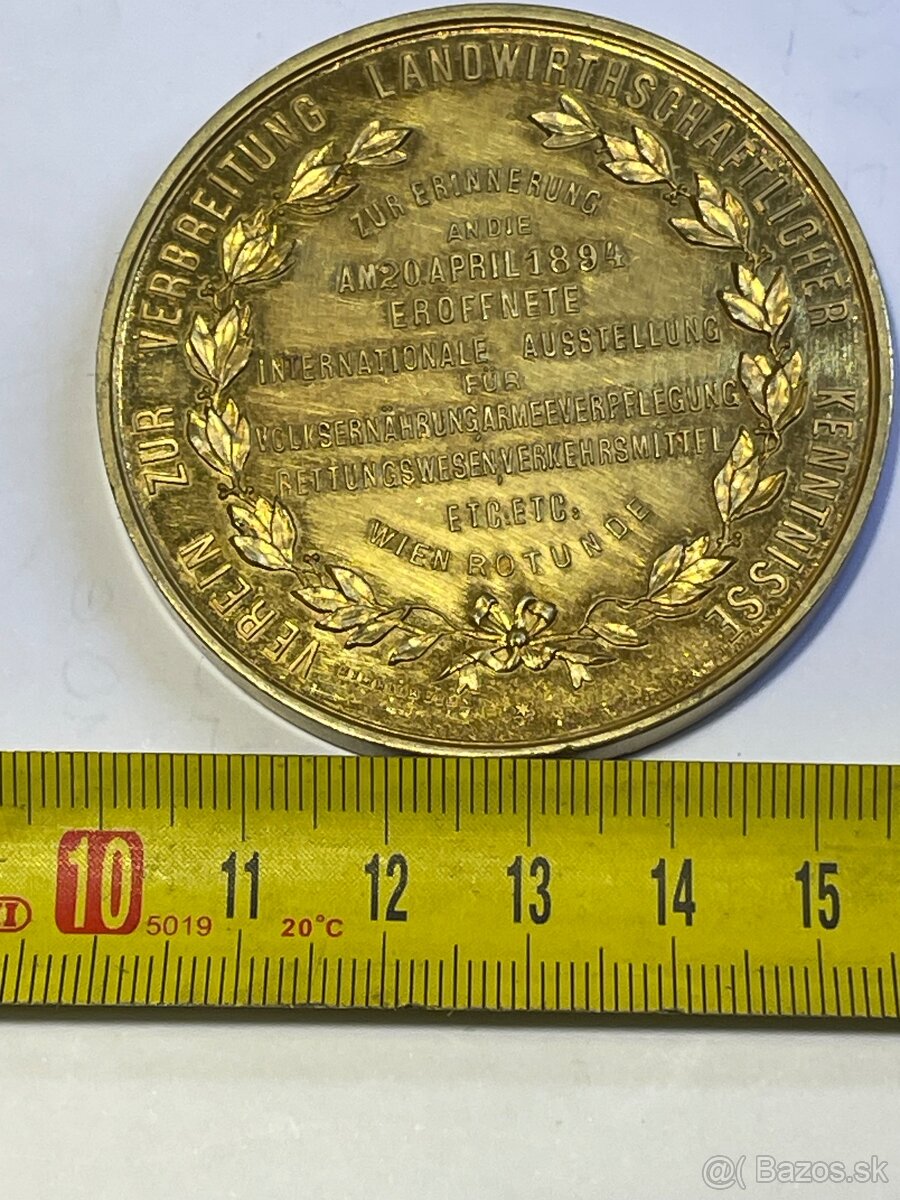 VEREIN ZUR VERBREITUNG LANDWIRTHSCHAFTLICHER KENNTNISSE
ZUR ERINNERUNG
AN DIE
AM 20. APRIL 1894
ERÖFFNETE
INTERNATIONALE AUSSTELLUNG
FÜR
VOLKSERNÄHRUNG, ARMEEVERPFLEGUNG
RETTUNGSWESEN, VERKEHRSMITTEL
ETC. ETC.
WIEN ROTUNDE
10 11 12 13 14 15
5019 20°C
@( Bazos.sk